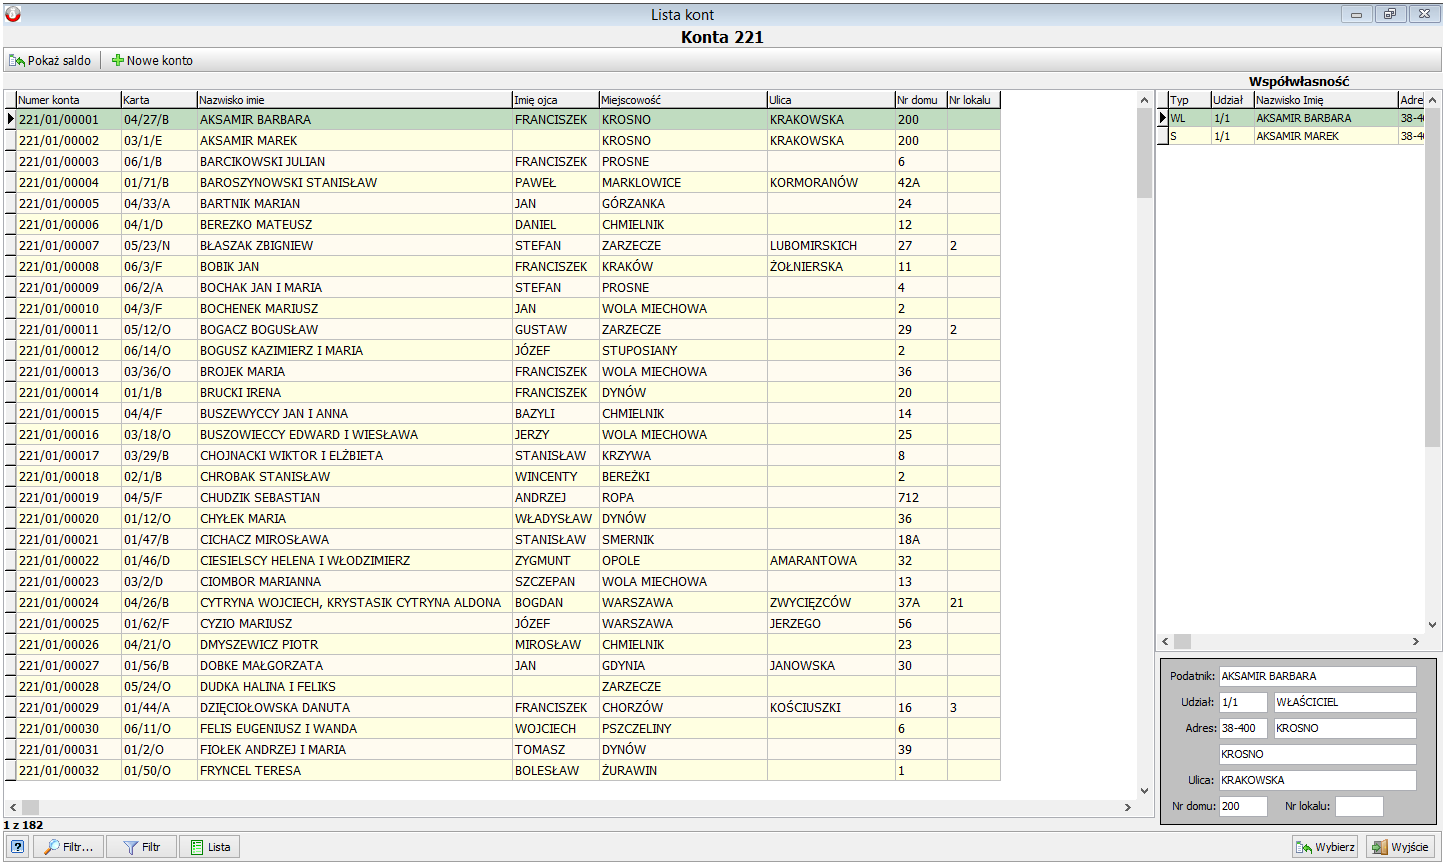 Lista kont
Konta 221
Pokaż saldo Nowe konto
Współwłasność
Numer konta Karta Nazwisko imie Imię ojca Miejscowość Ulica Nr domu Nr lokalu
221/01/00001 04/27/B AKSAMIR BARBARA FRANCISZEK KROSNO KRAKOWSKA 200
221/01/00002 03/1/E AKSAMIR MAREK KROSNO KRAKOWSKA 200
221/01/00003 06/1/B BARCIKOWSKI JULIAN FRANCISZEK PROSNE 6
221/01/00004 01/71/B BAROSZYNOWSKI STANISŁAW PAWEŁ MARKLOWICE KORMORANÓW 42A
221/01/00005 04/33/A BARTNIK MARIAN JAN GÓRZANKA 24
221/01/00006 04/1/D BEREZKO MATEUSZ DANIEL CHMIELNIK 12
221/01/00007 05/23/N BŁASZAK ZBIGNIEW STEFAN ZARZECZE LUBOMIRSKICH 27 2
221/01/00008 06/3/F BOBIK JAN FRANCISZEK KRAKÓW ŻOŁNIERSKA 11
221/01/00009 06/2/A BOCHAK JAN I MARIA STEFAN PROSNE 4
221/01/00010 04/3/F BOCHENEK MARIUSZ JAN WOLA MIECHOWA 2
221/01/00011 05/12/O BOGACZ BOGUSŁAW GUSTAW ZARZECZE 29 2
221/01/00012 06/14/O BOGUSZ KAZIMIERZ I MARIA JÓZEF STUPOSIANY 2
221/01/00013 03/36/O BROJEK MARIA FRANCISZEK WOLA MIECHOWA 36
221/01/00014 01/1/B BRUCKI IRENA FRANCISZEK DYNÓW 20
221/01/00015 04/4/F BUSZEWYCCY JAN I ANNA BAZYLI CHMIELNIK 14
221/01/00016 03/18/O BUSZOWIECCY EDWARD I WIESŁAWA JERZY WOLA MIECHOWA 25
221/01/00017 03/29/B CHOJNACKI WIKTOR I ELŻBIETA STANISŁAW KRZYWA 8
221/01/00018 02/1/B CHROBAK STANISŁAW WINCENTY BEREŻKI 2
221/01/00019 04/5/F CHUDZIK SEBASTIAN ANDRZEJ ROPA 712
221/01/00020 01/12/O CHYŁEK MARIA WŁADYSŁAW DYNÓW 36
221/01/00021 01/47/B CICHACZ MIROSŁAWA STANISŁAW SMERNIK 18A
221/01/00022 01/46/D CIESIELSCY HELENA I WŁODZIMIERZ ZYGMUNT OPOLE AMARANTOWA 32
221/01/00023 03/2/D CIOMBOR MARIANNA SZCZEPAN WOLA MIECHOWA 13
221/01/00024 04/26/B CYTRYNA WOJCIECH, KRYSTASIK CYTRYNA ALDONA BOGDAN WARSZAWA ZWYCIĘZCÓW 37A 21
221/01/00025 01/62/F CYZIO MARIUSZ JÓZEF WARSZAWA JERZEGO 56
221/01/00026 04/21/O DMYSZEWICZ PIOTR MIROSŁAW CHMIELNIK 23
221/01/00027 01/56/B DOBKE MAŁGORZATA JAN GDYNIA JANOWSKA 30
221/01/00028 05/24/O DUDKA HALINA I FELIKS ZARZECZE
221/01/00029 01/44/A DZIĘCIOŁOWSKA DANUTA FRANCISZEK CHORZÓW KOŚCIUSZKI 16 3
221/01/00030 06/11/O FELIS EUGENIUSZ I WANDA WOJCIECH PSZCZELINY 6
221/01/00031 01/2/O FIOŁEK ANDRZEJ I MARIA TOMASZ DYNÓW 39
221/01/00032 01/50/O FRYNCEL TERESA BOLESŁAW ŻURAWIN 1
Typ Udział Nazwisko Imię Adre
WL 1/1 AKSAMIR BARBARA 38-40
S 1/1 AKSAMIR MAREK 38-40
Podatnik: AKSAMIR BARBARA
Udział: 1/1 WŁAŚCICIEL
Adres: 38-400 KROSNO
KROSNO
Ulica: KRAKOWSKA
Nr domu: 200 Nr lokalu:
1 z 182
? Filtr... Filtr Lista Wybierz Wyjście